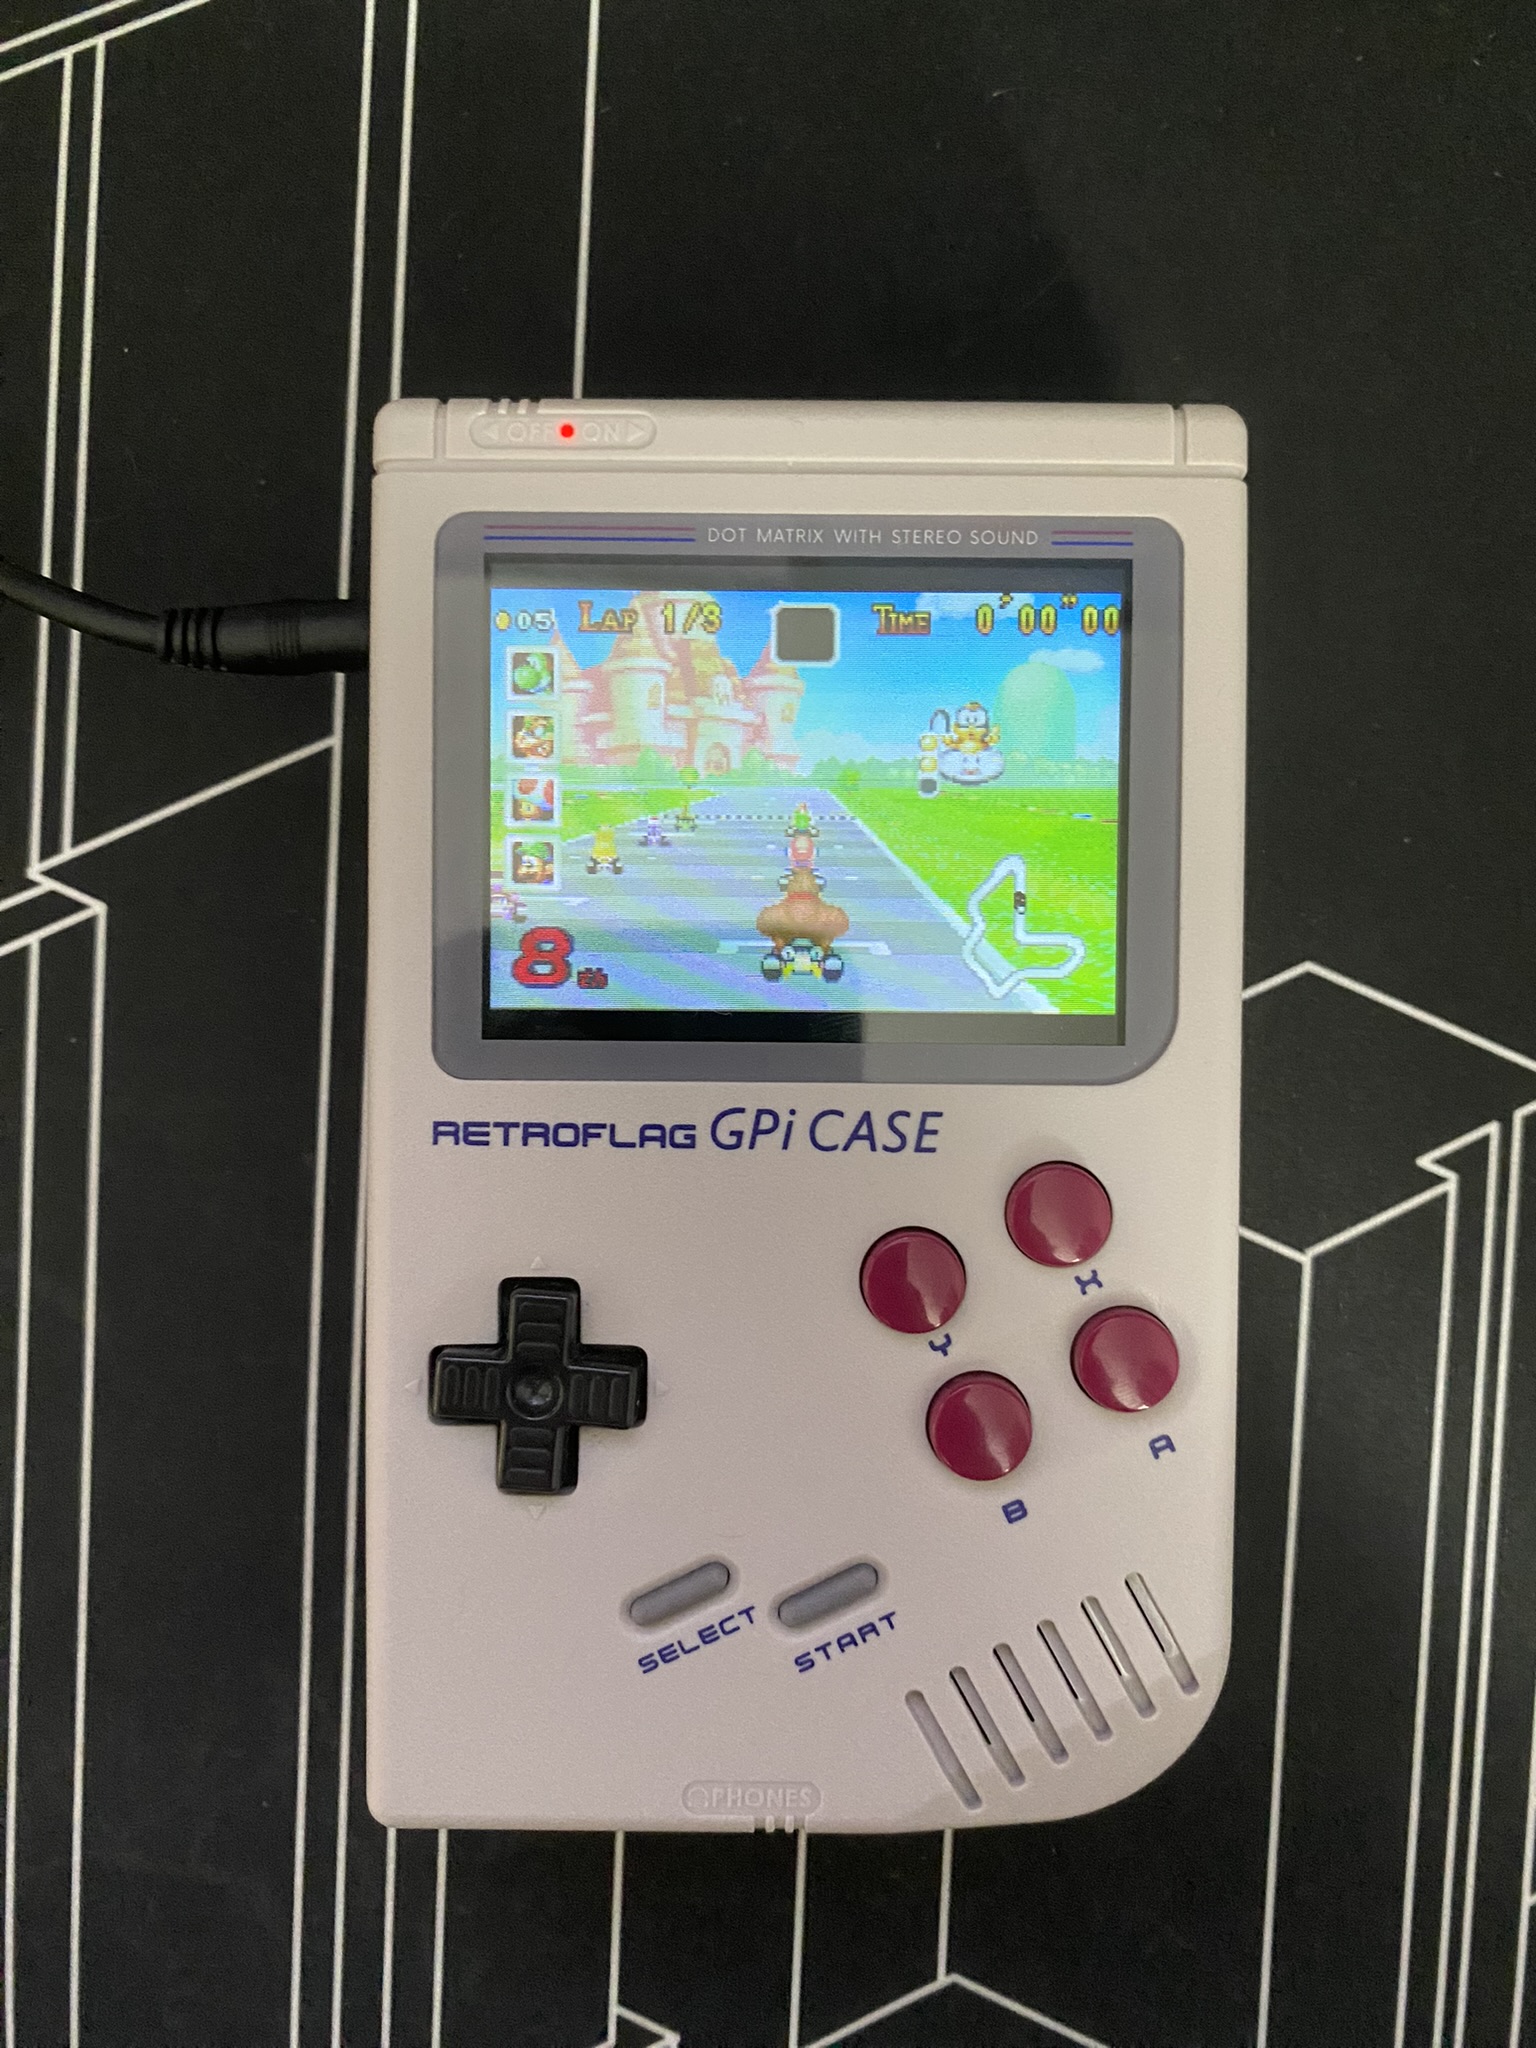 OFF ON
DOT MATRIX WITH STEREO SOUND
05 LAP 1/3 TIME 0'00"00
8th
RETROFLAG GPi CASE
X
Y
A
B
SELECT START
PHONES